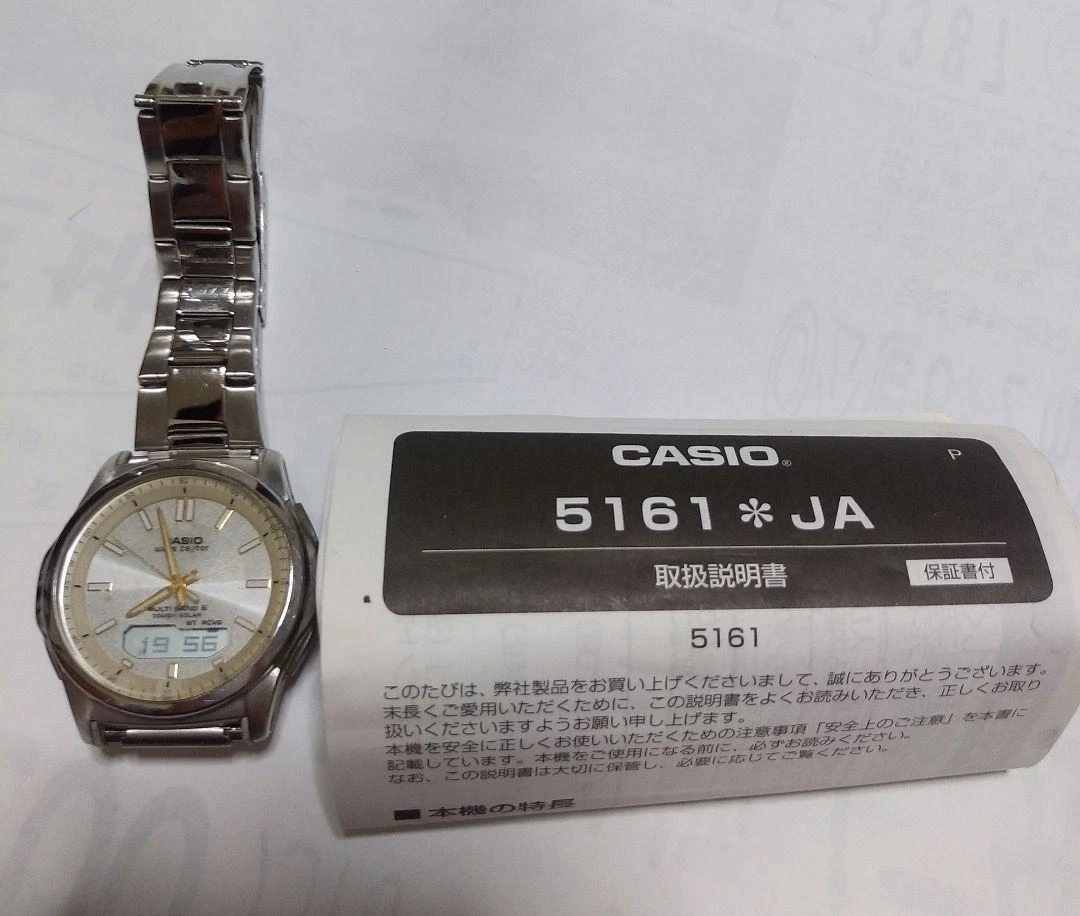 CASIO
wave ceptor
MULTI BAND 6
TOUGH SOLAR
WT RCVD
19 56
CASIO®
P
5161*JA
取扱説明書
保証書付
5161
このたびは、弊社製品をお買い上げくださいまして、誠にありがとうございます。
末長くご愛用いただくために、この説明書をよくお読みいただき、正しくお取り
扱いくださいますようお願い申し上げます。
本機を安全に正しくお使いいただくための注意事項「安全上のご注意」を本書に
記載しています。本機をご使用になる前に、必ずお読みください。
なお、この説明書は大切に保管し、必要に応じてご覧ください。
■本機の特長